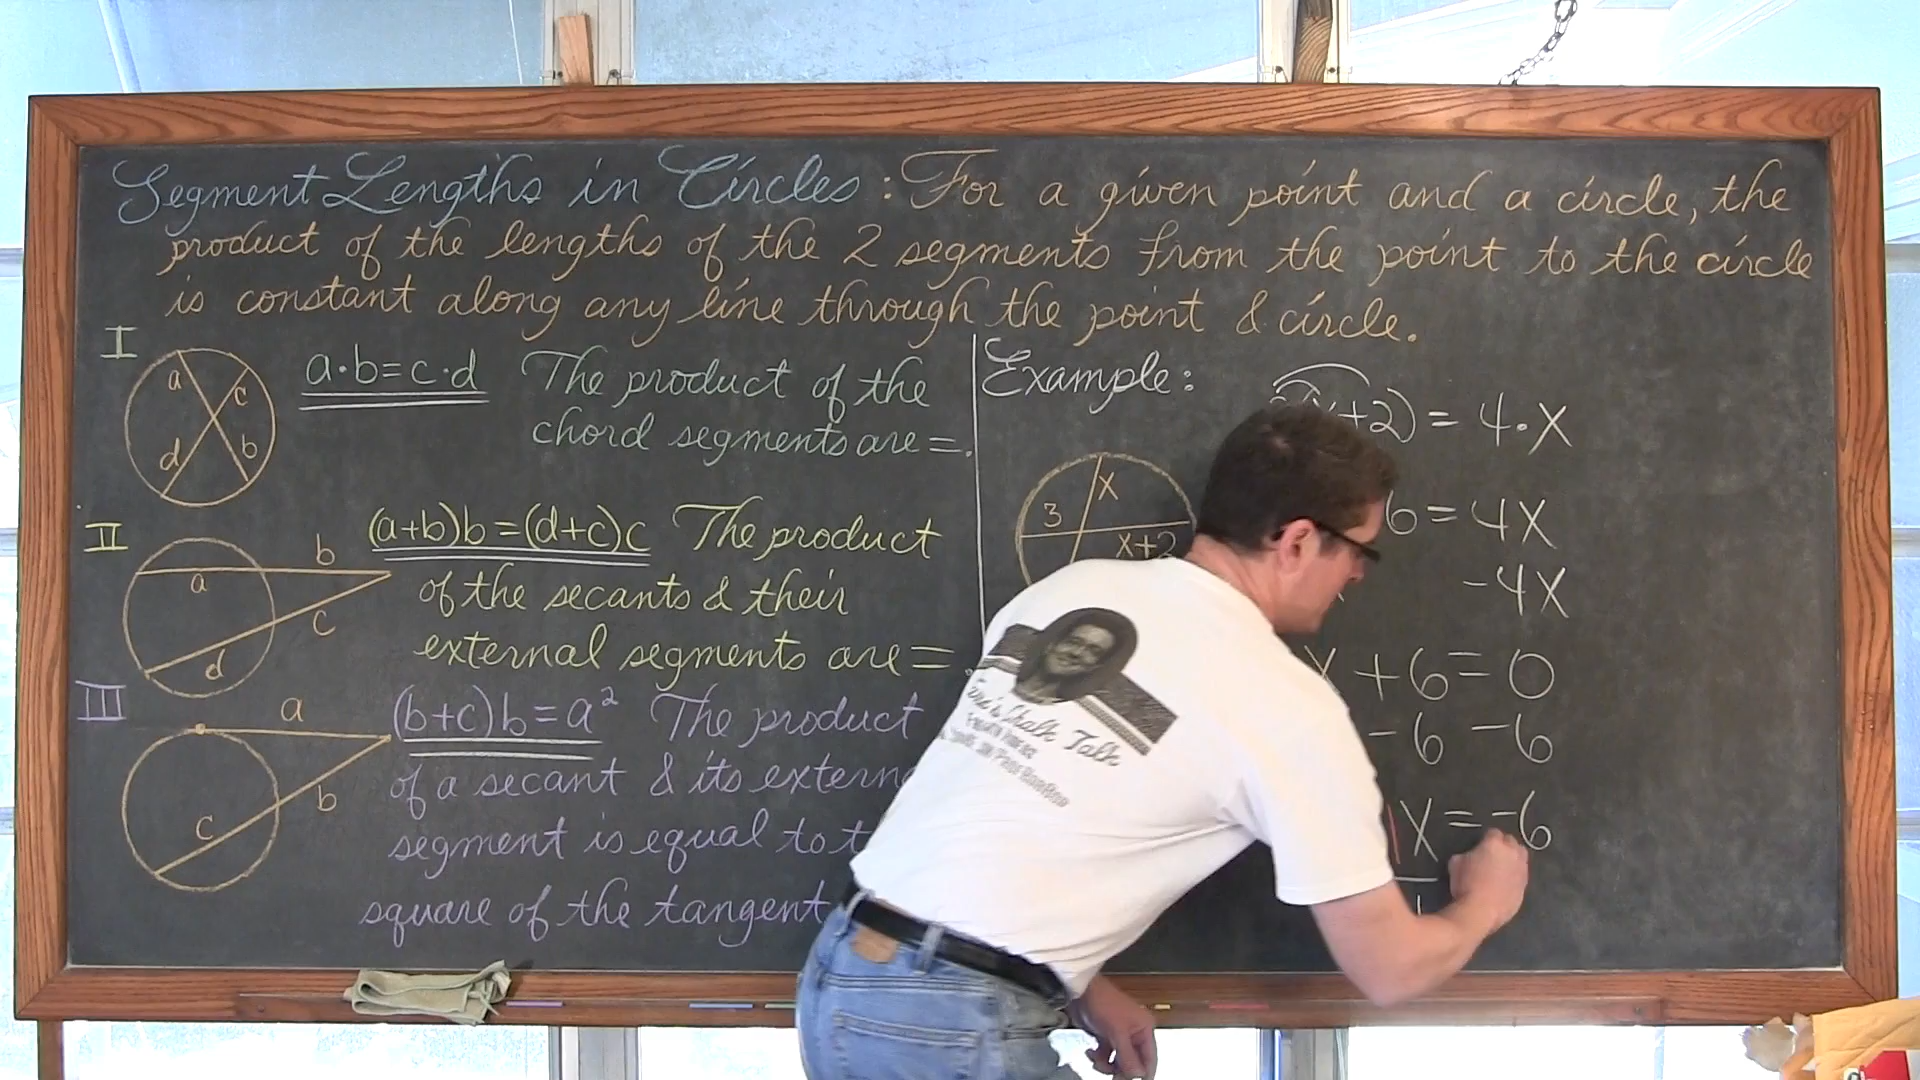 Segment Lengths in Circles: For a given point and a circle, the
product of the lengths of the 2 segments from the point to the circle
is constant along any line through the point & circle.
I
a
c
d
b
a·b=c·d The product of the
chord segments are =.
II
a
b
c
d
(a+b)b=(d+c)c The product
of the secants & their
external segments are =.
III
a
b
c
(b+c)b=a² The product
of a secant & its extern
segment is equal to t
square of the tangent
Example:
3
x
x+2
+2) = 4·x
6=4x
-4x
x+6=0
-6 -6
x=-6
Chalk Talk